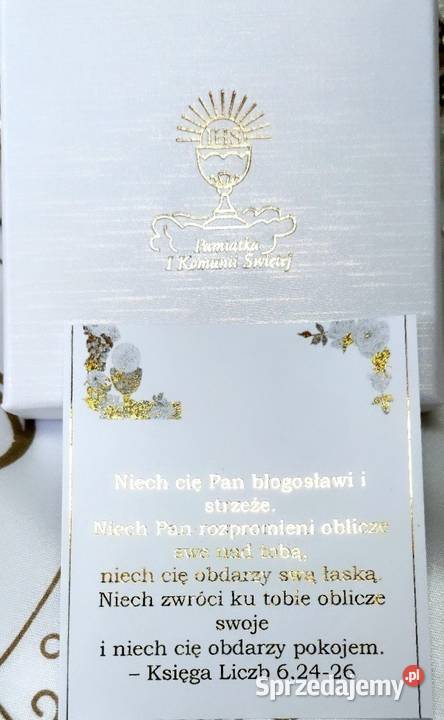 IHS
Pamiątka
I Komunii Świętej
Niech cię Pan błogosławi i
strzeże.
Niech Pan rozpromieni oblicze
swe nad tobą,
niech cię obdarzy swą łaską.
Niech zwróci ku tobie oblicze
swoje
i niech cię obdarzy pokojem.
– Księga Liczb 6,24-26
Sprzedajemy.pl